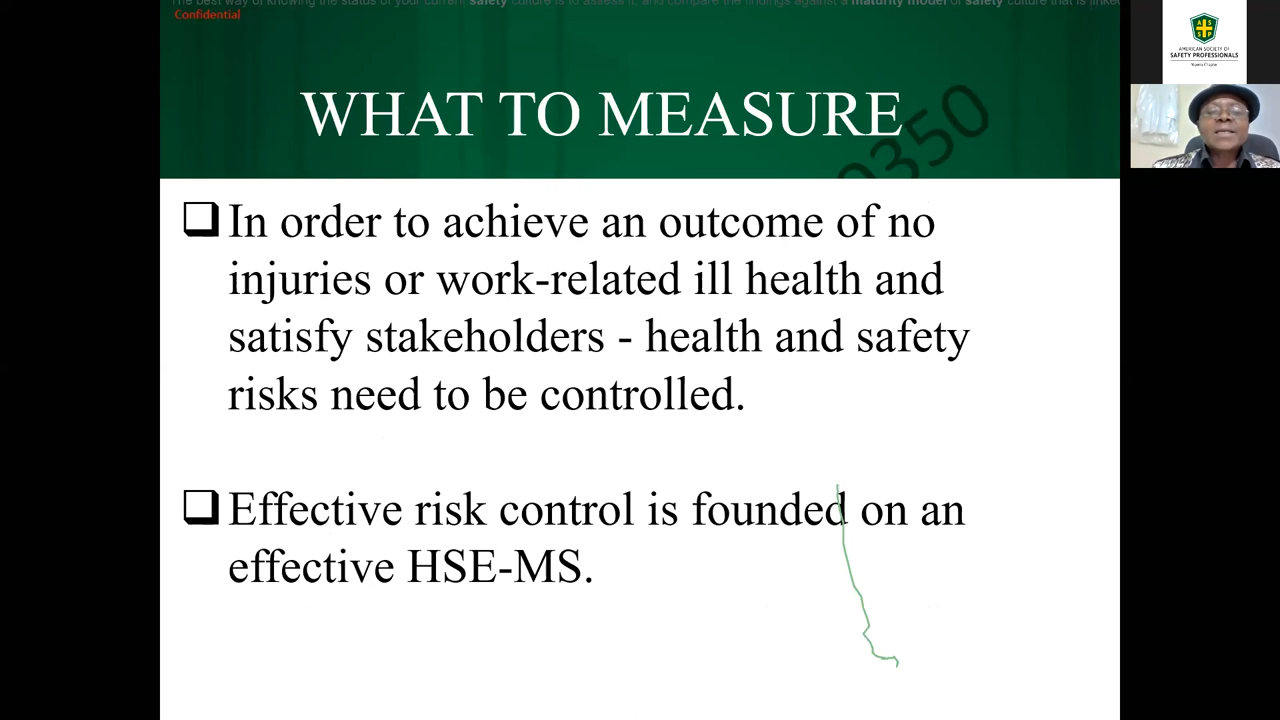 The best way of knowing the status of your current safety culture is to assess it, and compare the findings against a maturity model of safety culture that is linked
Confidential
WHAT TO MEASURE
9350
❑ In order to achieve an outcome of no
injuries or work-related ill health and
satisfy stakeholders - health and safety
risks need to be controlled.
❑ Effective risk control is founded on an
effective HSE-MS.
ASSP
AMERICAN SOCIETY OF
SAFETY PROFESSIONALS
Nigeria Chapter